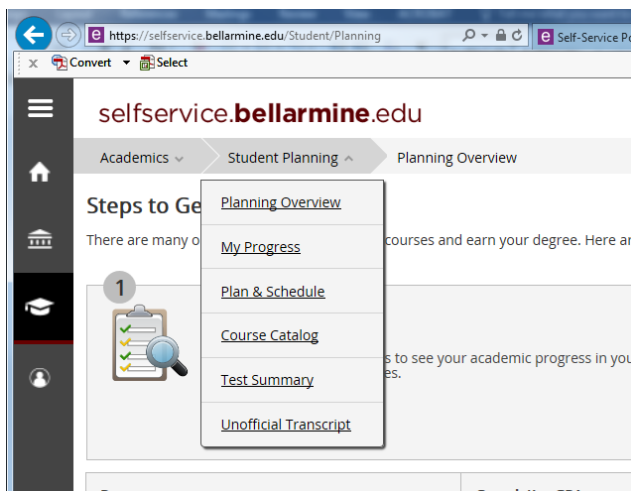 https://selfservice.bellarmine.edu/Student/Planning
Self-Service Po
x Convert Select
selfservice.bellarmine.edu
Academics Student Planning Planning Overview
Steps to Ge
Planning Overview
There are many o
courses and earn your degree. Here ar
My Progress
1
Plan & Schedule
Course Catalog
s to see your academic progress in you
es.
Test Summary
Unofficial Transcript